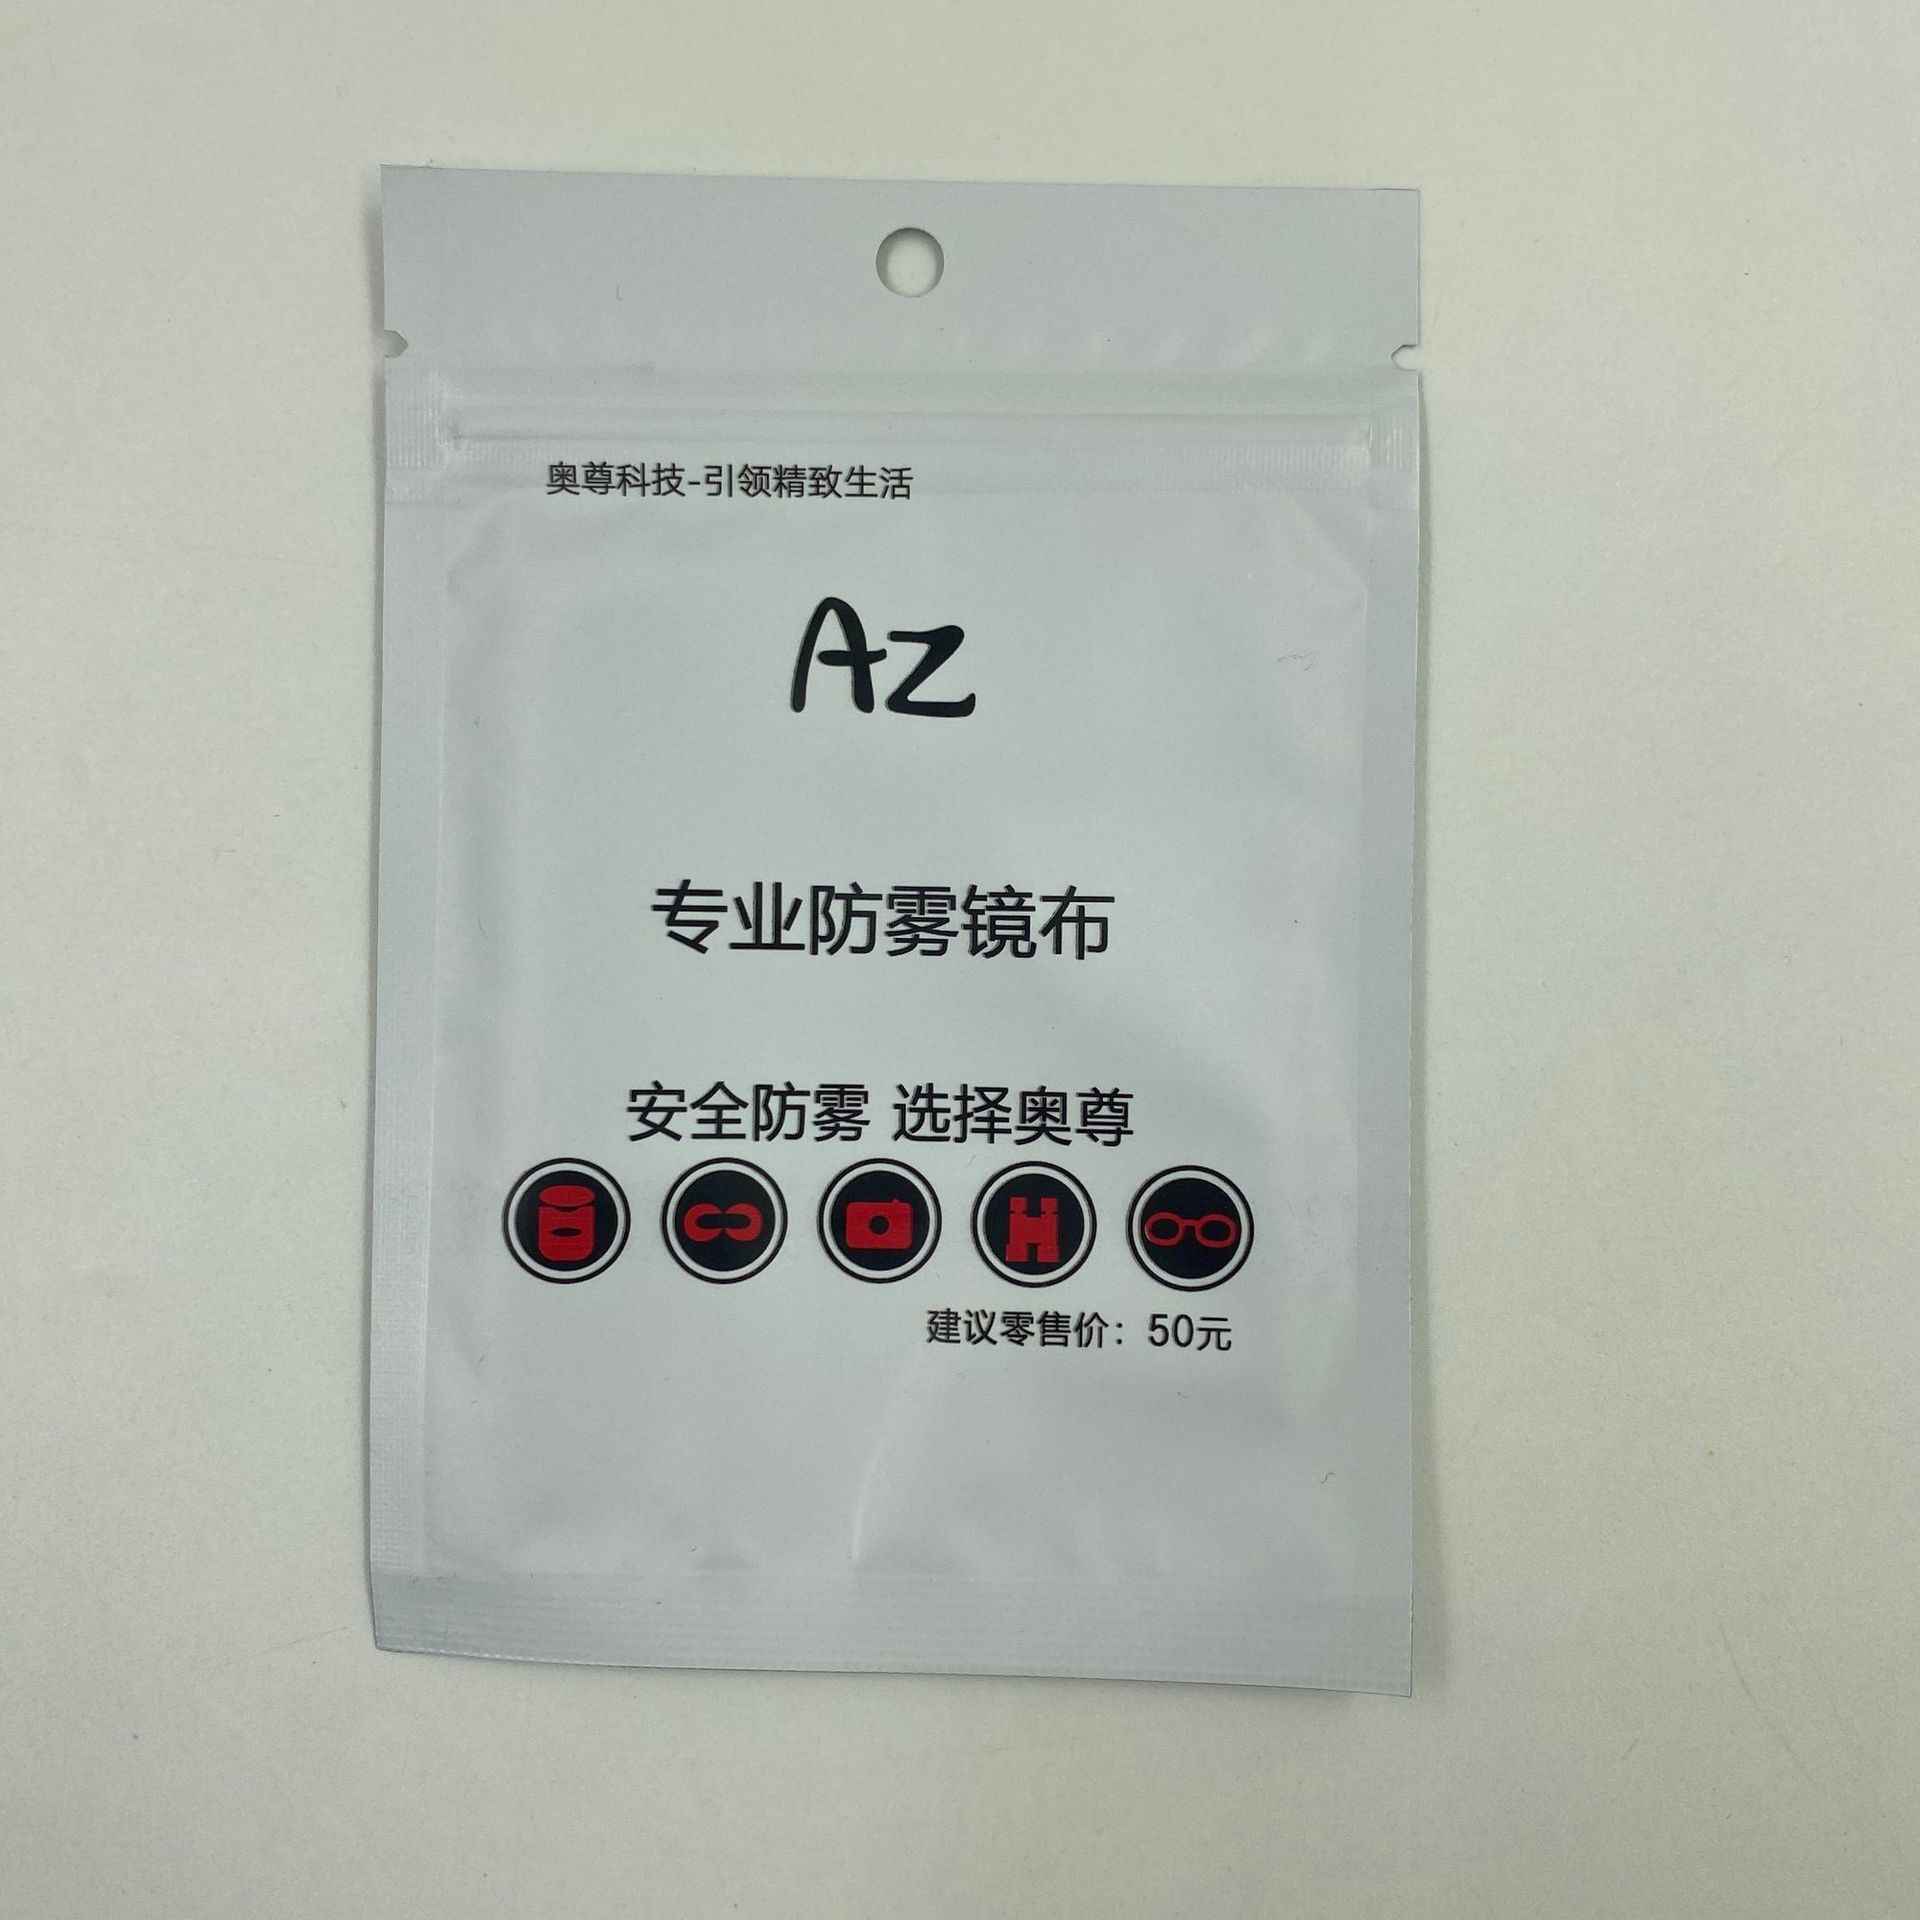 奥尊科技-引领精致生活
AZ
专业防雾镜布
安全防雾 选择奥尊
建议零售价：50元